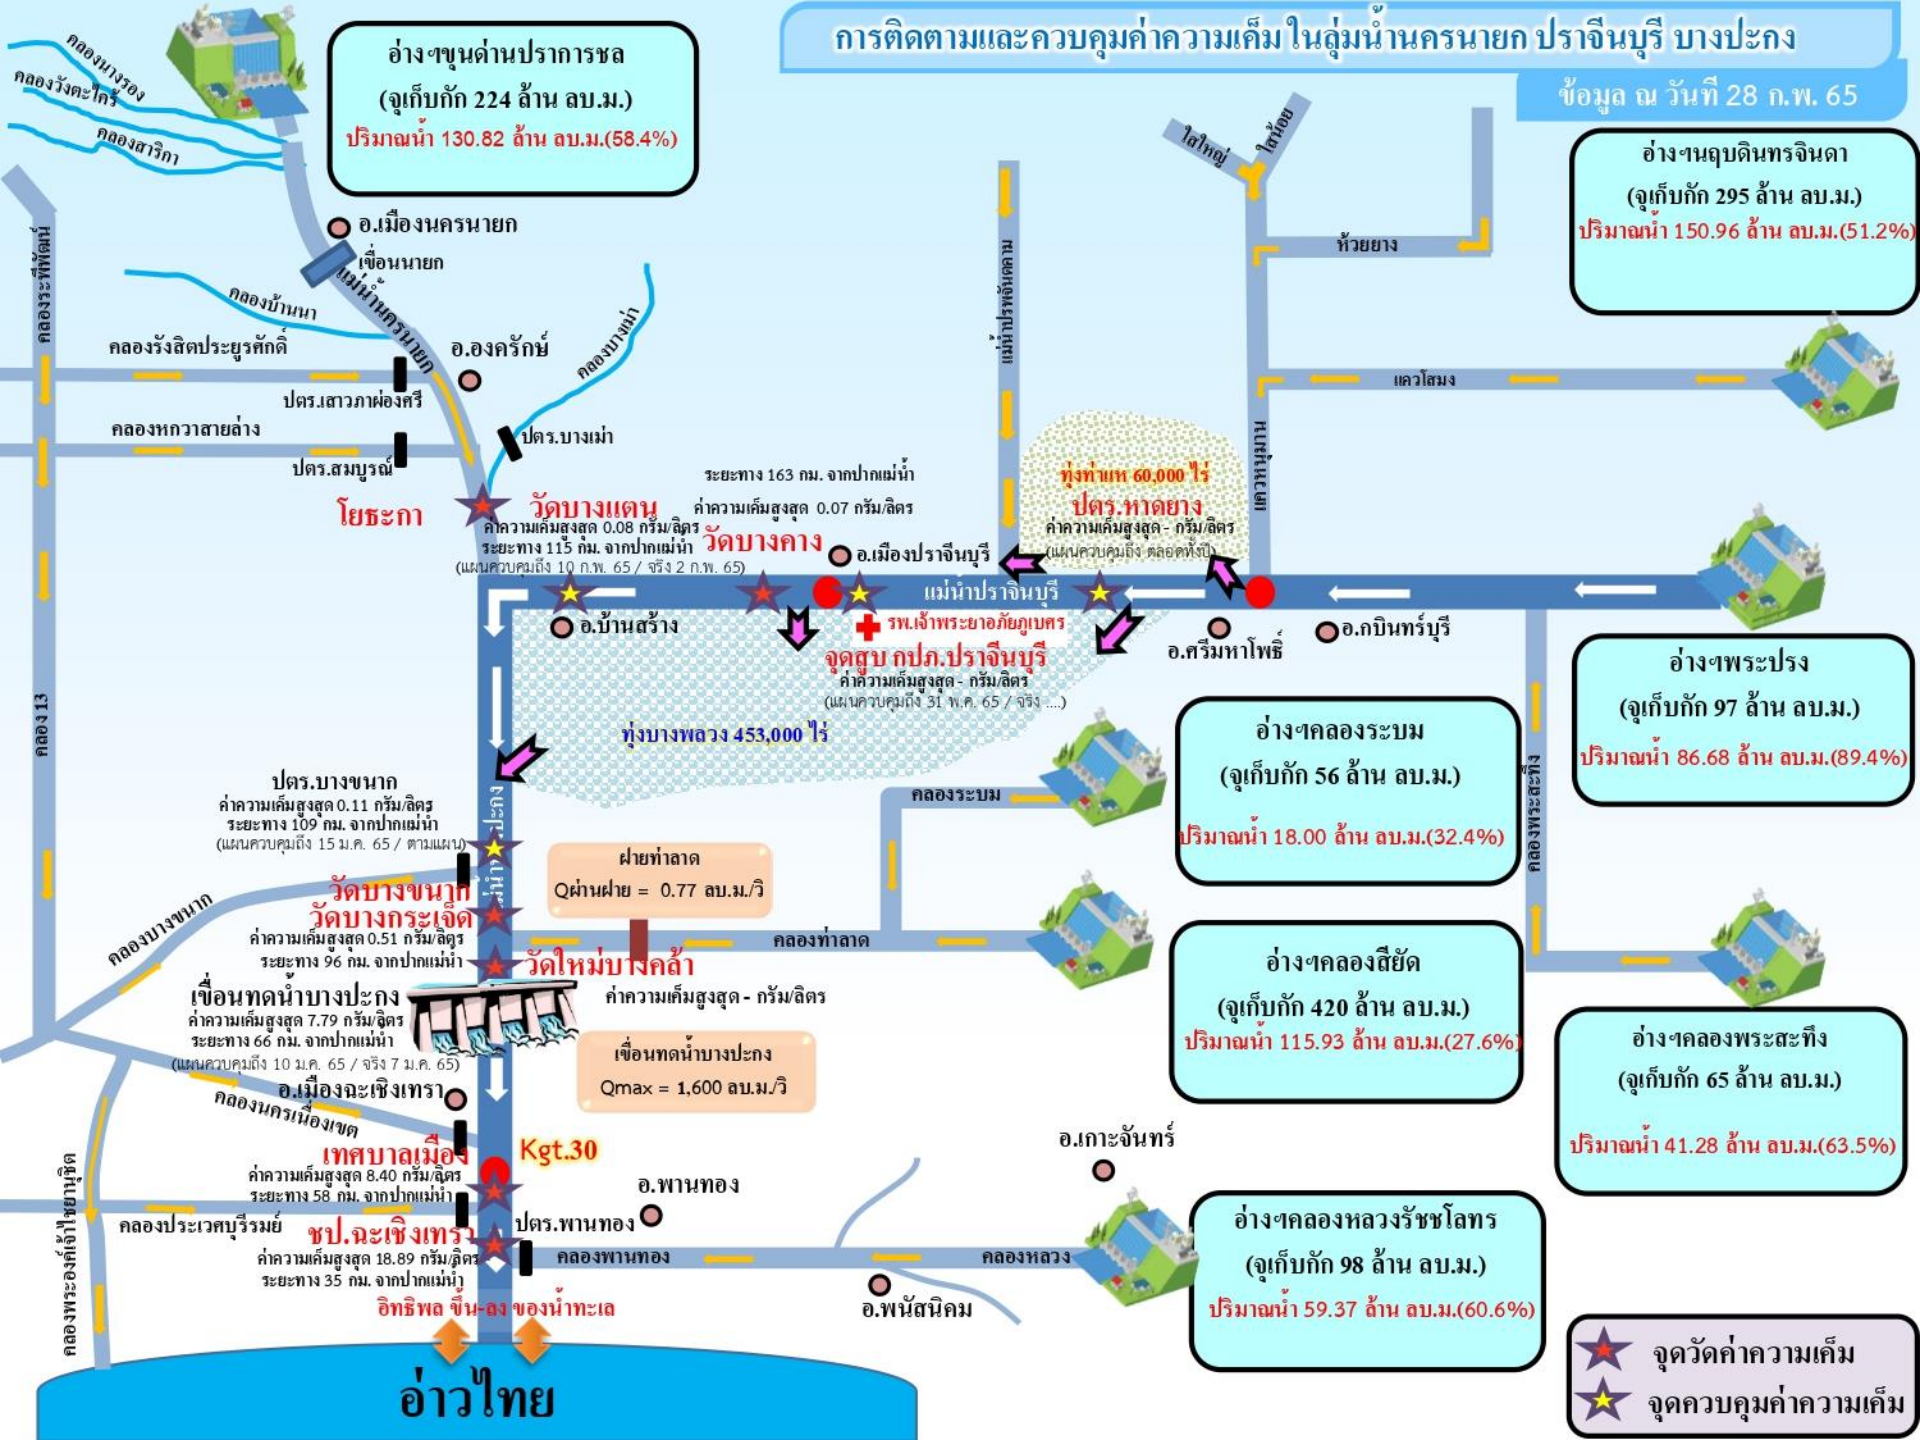 การติดตามและควบคุมค่าความเค็ม ในลุ่มน้ำนครนายก ปราจีนบุรี บางปะกง
ข้อมูล ณ วันที่ 28 ก.พ. 65
อ่างฯขุนด่านปราการชล
(จุเก็บกัก 224 ล้าน ลบ.ม.)
ปริมาณน้ำ 130.82 ล้าน ลบ.ม.(58.4%)
คลองนางรอง
คลองวังตะไคร้
คลองสาริกา
อ.เมืองนครนายก
เขื่อนนายก
แม่น้ำนครนายก
คลองบ้านนา
คลองระพีพัฒน์
คลองรังสิตประยูรศักดิ์
อ.องครักษ์
คลองบางเม่า
ปตร.เสาวภาผ่องศรี
คลองหกวาสายล่าง
ปตร.บางเม่า
ปตร.สมบูรณ์
ใสใหญ่
ใสน้อย
ห้วยยาง
แควโสมง
แควหนุมาน
อ่างฯนฤบดินทรจินดา
(จุเก็บกัก 295 ล้าน ลบ.ม.)
ปริมาณน้ำ 150.96 ล้าน ลบ.ม.(51.2%)
โยธะกา
วัดบางแตน
ค่าความเค็มสูงสุด 0.08 กรัม/ลิตร
ระยะทาง 115 กม. จากปากแม่น้ำ
(แผนควบคุมถึง 10 ก.พ. 65 / จริง 2 ก.พ. 65)
ระยะทาง 163 กม. จากปากแม่น้ำ
ค่าความเค็มสูงสุด 0.07 กรัม/ลิตร
วัดบางคาง
อ.เมืองปราจีนบุรี
ทุ่งท่าแห 60,000 ไร่
ปตร.หาดยาง
ค่าความเค็มสูงสุด - กรัม/ลิตร
(แผนควบคุมถึง ตลอดทั้งปี)
แม่น้ำปราจีนบุรี
อ.บ้านสร้าง
รพ.เจ้าพระยาอภัยภูเบศร
จุดสูบ กปภ.ปราจีนบุรี
ค่าความเค็มสูงสุด - กรัม/ลิตร
(แผนควบคุมถึง 31 พ.ค. 65 / จริง ....)
อ.ศรีมหาโพธิ์
อ.กบินทร์บุรี
ทุ่งบางพลวง 453,000 ไร่
คลอง 13
อ่างฯพระปรง
(จุเก็บกัก 97 ล้าน ลบ.ม.)
ปริมาณน้ำ 86.68 ล้าน ลบ.ม.(89.4%)
อ่างฯคลองระบม
(จุเก็บกัก 56 ล้าน ลบ.ม.)
ปริมาณน้ำ 18.00 ล้าน ลบ.ม.(32.4%)
คลองระบม
คลองพระสะทึง
ปตร.บางขนาก
ค่าความเค็มสูงสุด 0.11 กรัม/ลิตร
ระยะทาง 109 กม. จากปากแม่น้ำ
(แผนควบคุมถึง 15 ม.ค. 65 / ตามแผน)
ฝายท่าลาด
Qผ่านฝาย = 0.77 ลบ.ม./วิ
วัดบางขนาก
วัดบางกระเจ็ด
ค่าความเค็มสูงสุด 0.51 กรัม/ลิตร
ระยะทาง 96 กม. จากปากแม่น้ำ
คลองบางขนาก
คลองท่าลาด
วัดใหม่บางคล้า
ค่าความเค็มสูงสุด - กรัม/ลิตร
อ่างฯคลองสียัด
(จุเก็บกัก 420 ล้าน ลบ.ม.)
ปริมาณน้ำ 115.93 ล้าน ลบ.ม.(27.6%)
เขื่อนทดน้ำบางปะกง
ค่าความเค็มสูงสุด 7.79 กรัม/ลิตร
ระยะทาง 66 กม. จากปากแม่น้ำ
(แผนควบคุมถึง 10 ม.ค. 65 / จริง 7 ม.ค. 65)
เขื่อนทดน้ำบางปะกง
Qmax = 1,600 ลบ.ม./วิ
อ่างฯคลองพระสะทึง
(จุเก็บกัก 65 ล้าน ลบ.ม.)
ปริมาณน้ำ 41.28 ล้าน ลบ.ม.(63.5%)
อ.เมืองฉะเชิงเทรา
คลองนครเนื่องเขต
เทศบาลเมือง
ค่าความเค็มสูงสุด 8.40 กรัม/ลิตร
ระยะทาง 58 กม. จากปากแม่น้ำ
Kgt.30
อ.เกาะจันทร์
อ.พานทอง
ปตร.พานทอง
คลองประเวศบุรีรมย์
ชป.ฉะเชิงเทรา
ค่าความเค็มสูงสุด 18.89 กรัม/ลิตร
ระยะทาง 35 กม. จากปากแม่น้ำ
คลองพานทอง
คลองหลวง
อ.พนัสนิคม
คลองพระองค์เจ้าไชยานุชิต
อ่างฯคลองหลวงรัชชโลทร
(จุเก็บกัก 98 ล้าน ลบ.ม.)
ปริมาณน้ำ 59.37 ล้าน ลบ.ม.(60.6%)
อิทธิพล ขึ้น-ลง ของน้ำทะเล
อ่าวไทย
จุดวัดค่าความเค็ม
จุดควบคุมค่าความเค็ม